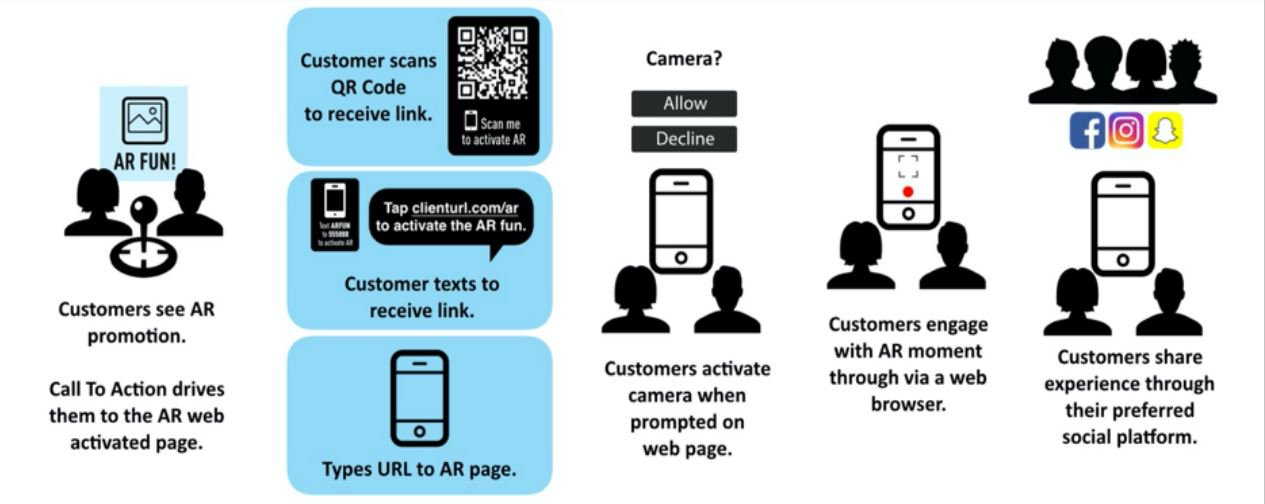 AR FUN!
Customers see AR
promotion.
Call To Action drives
them to the AR web
activated page.
Customer scans
QR Code
to receive link.
Scan me
to activate AR
Text ARFUN
to 555888
to activate AR
Tap clienturl.com/ar
to activate the AR fun.
Customer texts to
receive link.
Types URL to AR page.
Camera?
Allow
Decline
Customers activate
camera when
prompted on
web page.
Customers engage
with AR moment
through via a web
browser.
Customers share
experience through
their preferred
social platform.